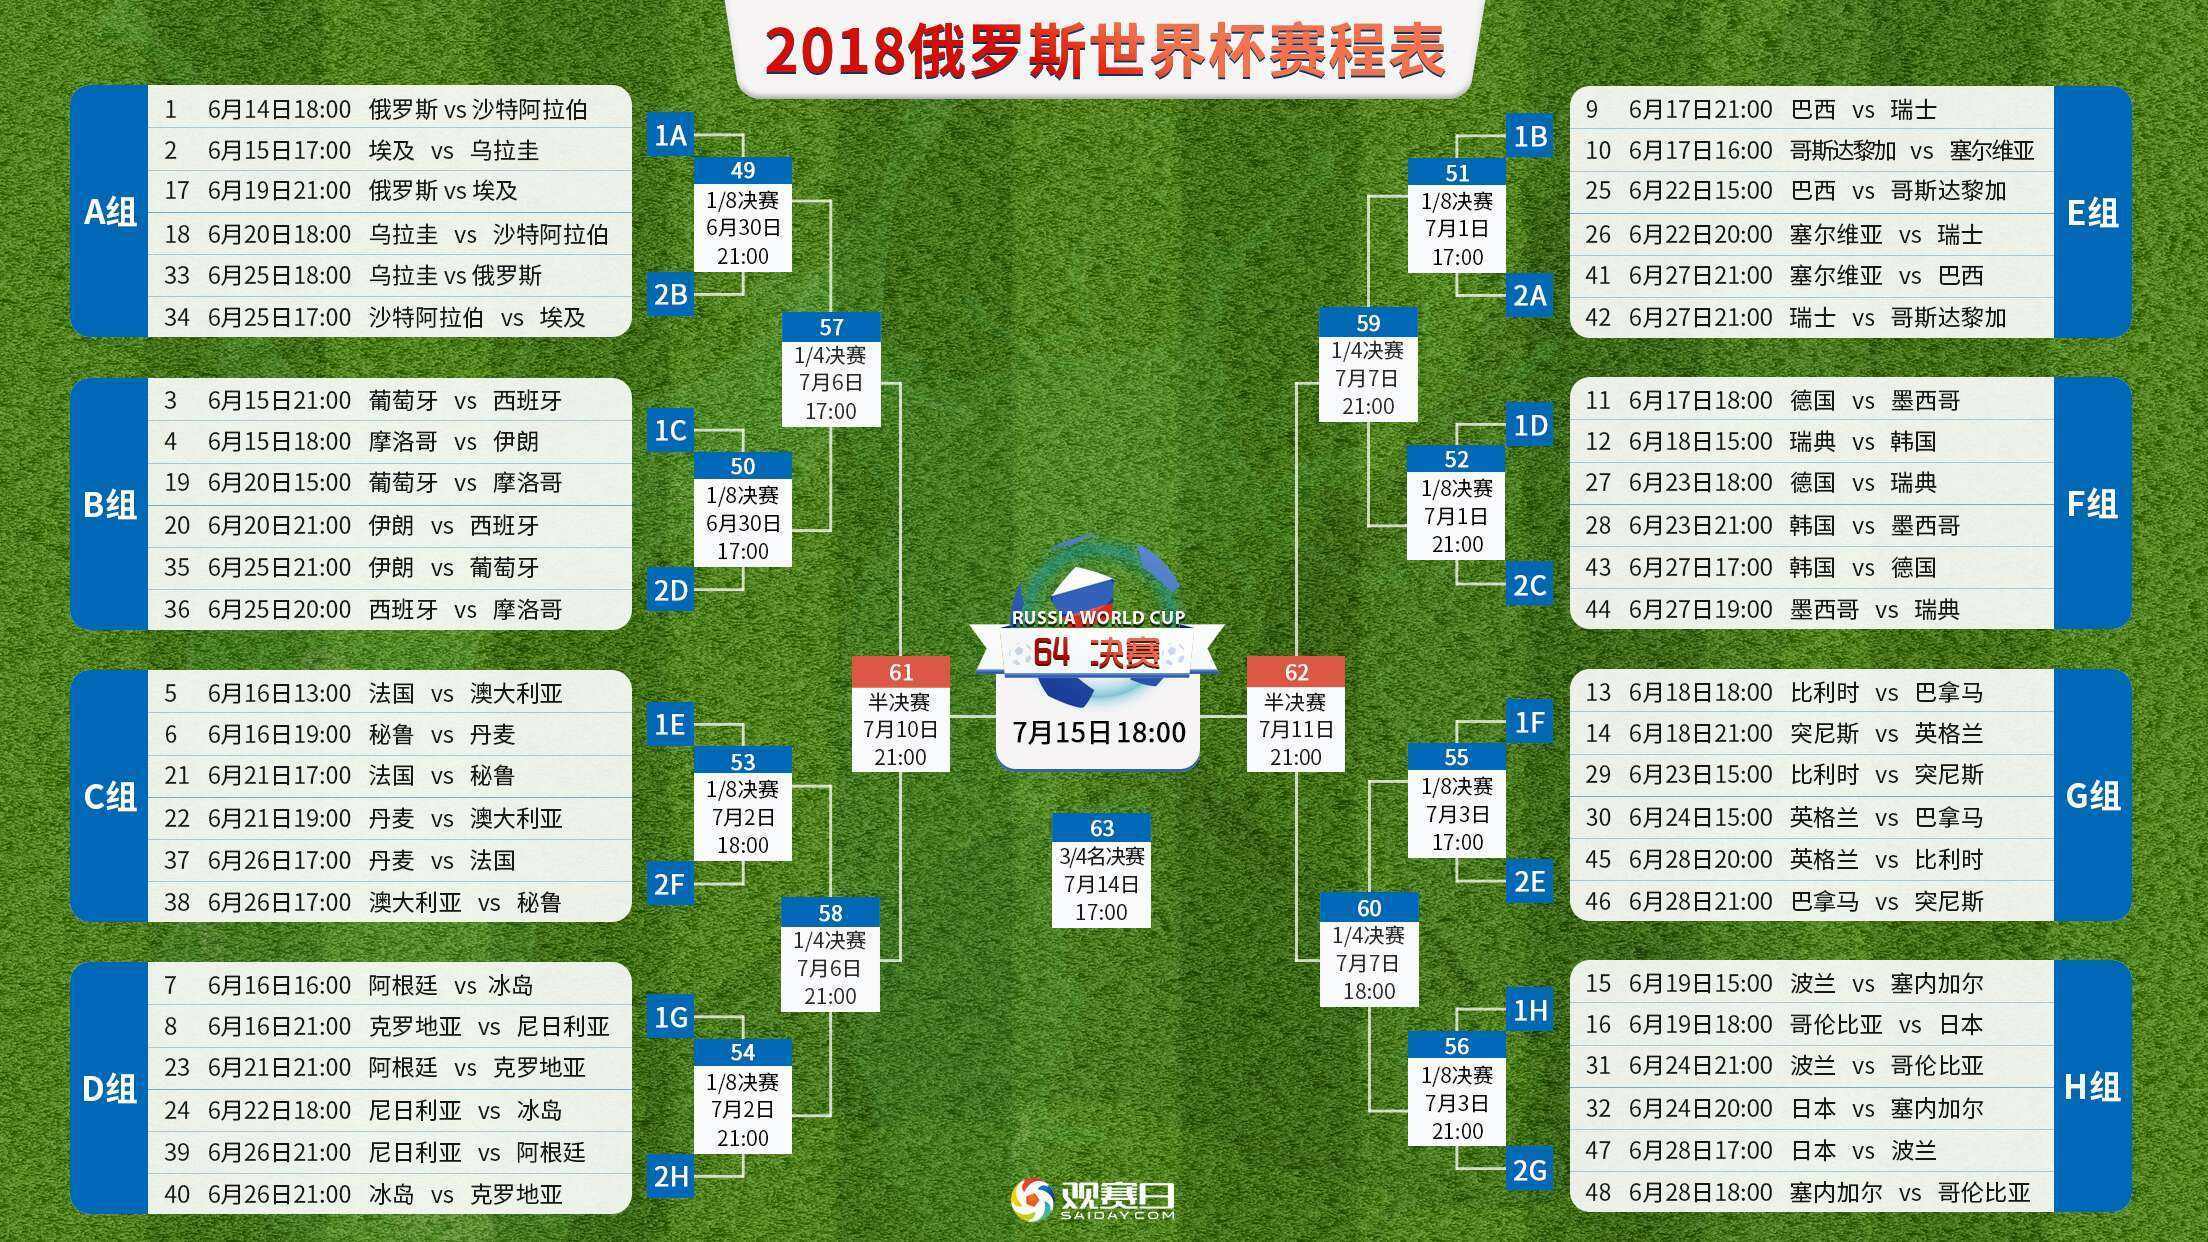 2018俄罗斯世界杯赛程表
A组
1 6月14日18:00 俄罗斯 vs 沙特阿拉伯
2 6月15日17:00 埃及 vs 乌拉圭
17 6月19日21:00 俄罗斯 vs 埃及
18 6月20日18:00 乌拉圭 vs 沙特阿拉伯
33 6月25日18:00 乌拉圭 vs 俄罗斯
34 6月25日17:00 沙特阿拉伯 vs 埃及
B组
3 6月15日21:00 葡萄牙 vs 西班牙
4 6月15日18:00 摩洛哥 vs 伊朗
19 6月20日15:00 葡萄牙 vs 摩洛哥
20 6月20日21:00 伊朗 vs 西班牙
35 6月25日21:00 伊朗 vs 葡萄牙
36 6月25日20:00 西班牙 vs 摩洛哥
C组
5 6月16日13:00 法国 vs 澳大利亚
6 6月16日19:00 秘鲁 vs 丹麦
21 6月21日17:00 法国 vs 秘鲁
22 6月21日19:00 丹麦 vs 澳大利亚
37 6月26日17:00 丹麦 vs 法国
38 6月26日17:00 澳大利亚 vs 秘鲁
D组
7 6月16日16:00 阿根廷 vs 冰岛
8 6月16日21:00 克罗地亚 vs 尼日利亚
23 6月21日21:00 阿根廷 vs 克罗地亚
24 6月22日18:00 尼日利亚 vs 冰岛
39 6月26日21:00 尼日利亚 vs 阿根廷
40 6月26日21:00 冰岛 vs 克罗地亚
1A
49
1/8决赛
6月30日
21:00
2B
57
1/4决赛
7月6日
17:00
1C
50
1/8决赛
6月30日
17:00
2D
61
半决赛
7月10日
21:00
1E
53
1/8决赛
7月2日
18:00
2F
58
1/4决赛
7月6日
21:00
1G
54
1/8决赛
7月2日
21:00
2H
RUSSIA WORLD CUP
64 决赛
7月15日 18:00
63
3/4名决赛
7月14日
17:00
观赛日
SAIDAY.COM
1B
51
1/8决赛
7月1日
17:00
2A
59
1/4决赛
7月7日
21:00
1D
52
1/8决赛
7月1日
21:00
2C
62
半决赛
7月11日
21:00
1F
55
1/8决赛
7月3日
17:00
2E
60
1/4决赛
7月7日
18:00
1H
56
1/8决赛
7月3日
21:00
2G
E组
9 6月17日21:00 巴西 vs 瑞士
10 6月17日16:00 哥斯达黎加 vs 塞尔维亚
25 6月22日15:00 巴西 vs 哥斯达黎加
26 6月22日20:00 塞尔维亚 vs 瑞士
41 6月27日21:00 塞尔维亚 vs 巴西
42 6月27日21:00 瑞士 vs 哥斯达黎加
F组
11 6月17日18:00 德国 vs 墨西哥
12 6月18日15:00 瑞典 vs 韩国
27 6月23日18:00 德国 vs 瑞典
28 6月23日21:00 韩国 vs 墨西哥
43 6月27日17:00 韩国 vs 德国
44 6月27日19:00 墨西哥 vs 瑞典
G组
13 6月18日18:00 比利时 vs 巴拿马
14 6月18日21:00 突尼斯 vs 英格兰
29 6月23日15:00 比利时 vs 突尼斯
30 6月24日15:00 英格兰 vs 巴拿马
45 6月28日20:00 英格兰 vs 比利时
46 6月28日21:00 巴拿马 vs 突尼斯
H组
15 6月19日15:00 波兰 vs 塞内加尔
16 6月19日18:00 哥伦比亚 vs 日本
31 6月24日21:00 波兰 vs 哥伦比亚
32 6月24日20:00 日本 vs 塞内加尔
47 6月28日17:00 日本 vs 波兰
48 6月28日18:00 塞内加尔 vs 哥伦比亚